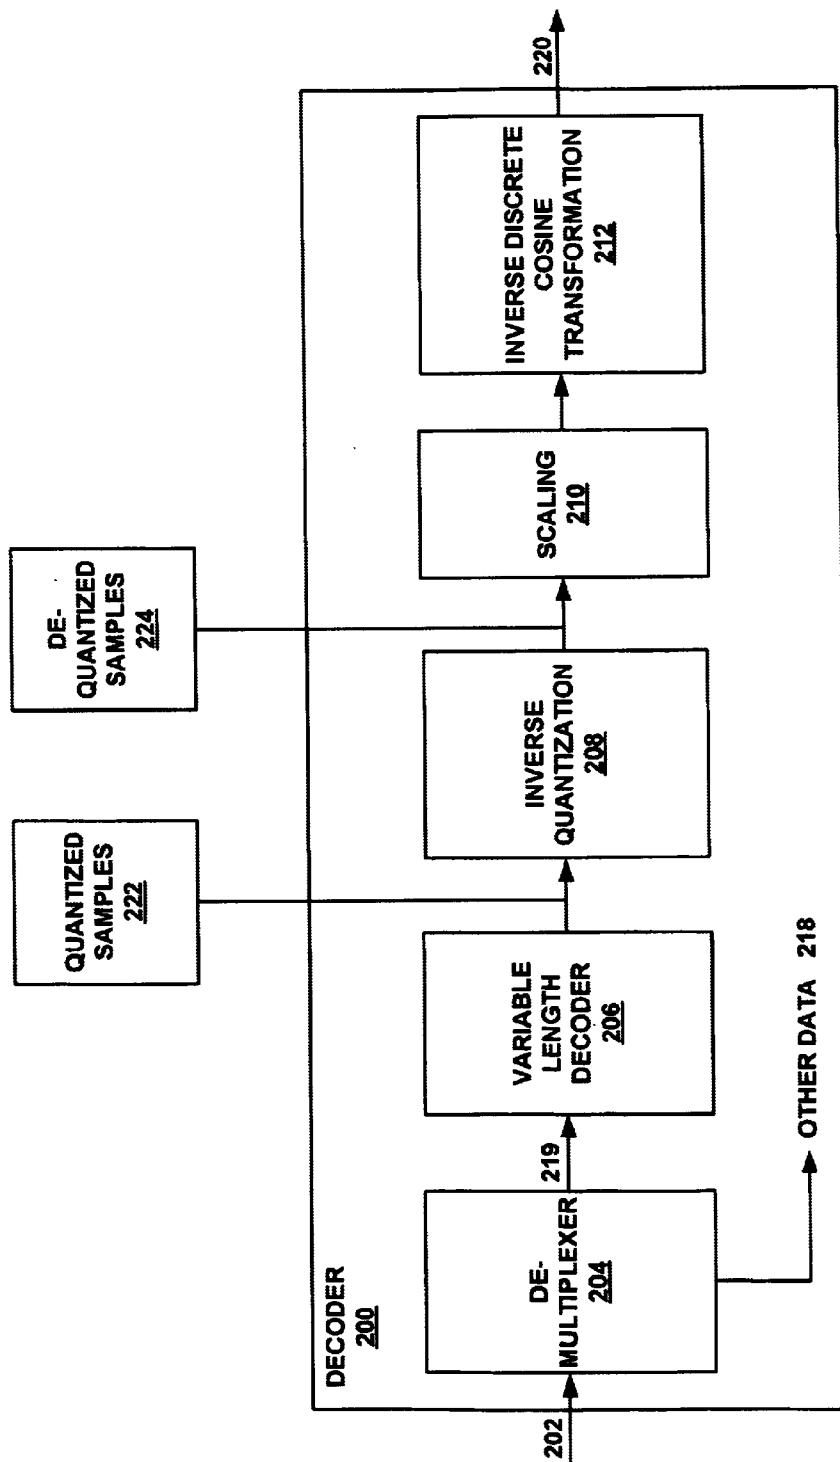 QUANTIZED
SAMPLES
222
DE-
QUANTIZED
SAMPLES
224
DECODER
200
202
DE-
MULTIPLEXER
204
219
VARIABLE
LENGTH
DECODER
206
INVERSE
QUANTIZATION
208
SCALING
210
INVERSE DISCRETE
COSINE
TRANSFORMATION
212
220
OTHER DATA 218